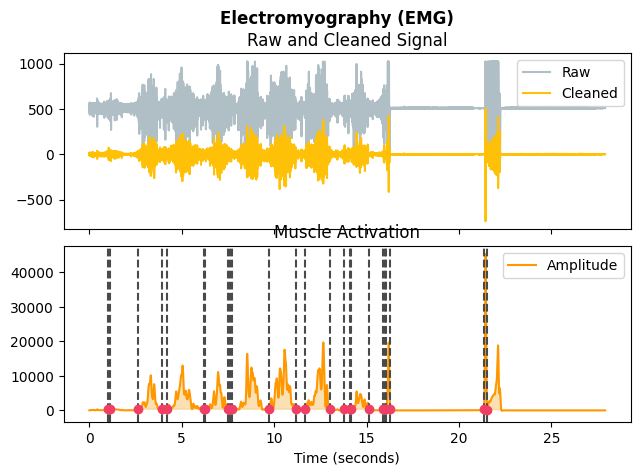 Electromyography (EMG)
Raw and Cleaned Signal
1000
500
0
−500
Raw
Cleaned
Muscle Activation
40000
30000
20000
10000
0
Amplitude
0 5 10 15 20 25
Time (seconds)